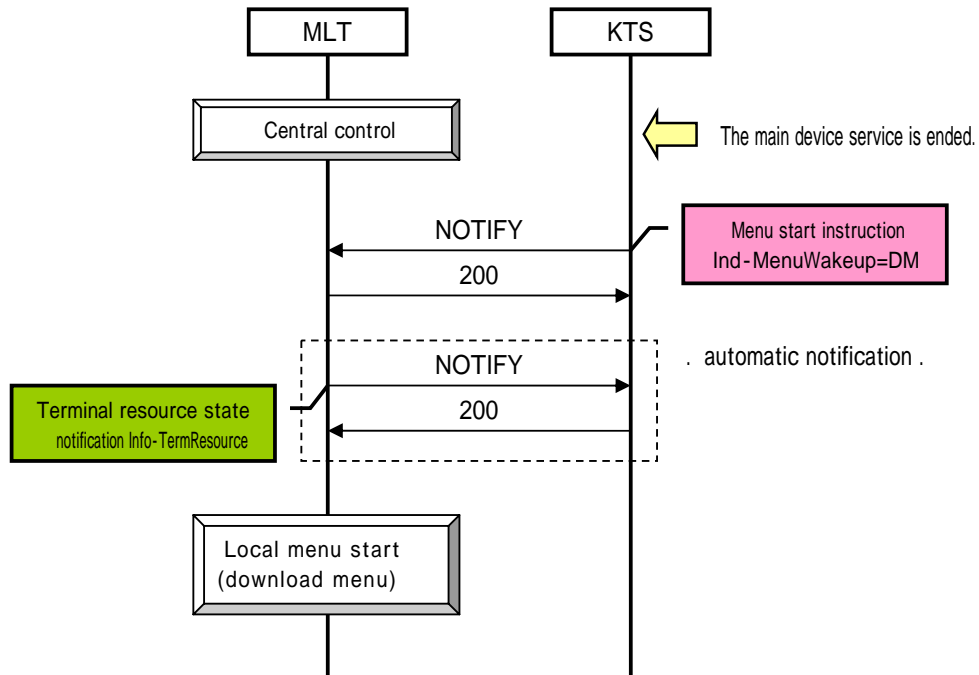 MLT
KTS
Central control
The main device service is ended.
NOTIFY
Menu start instruction
Ind-MenuWakeup=DM
200
NOTIFY
. automatic notification .
Terminal resource state
notification Info-TermResource
200
Local menu start
(download menu)